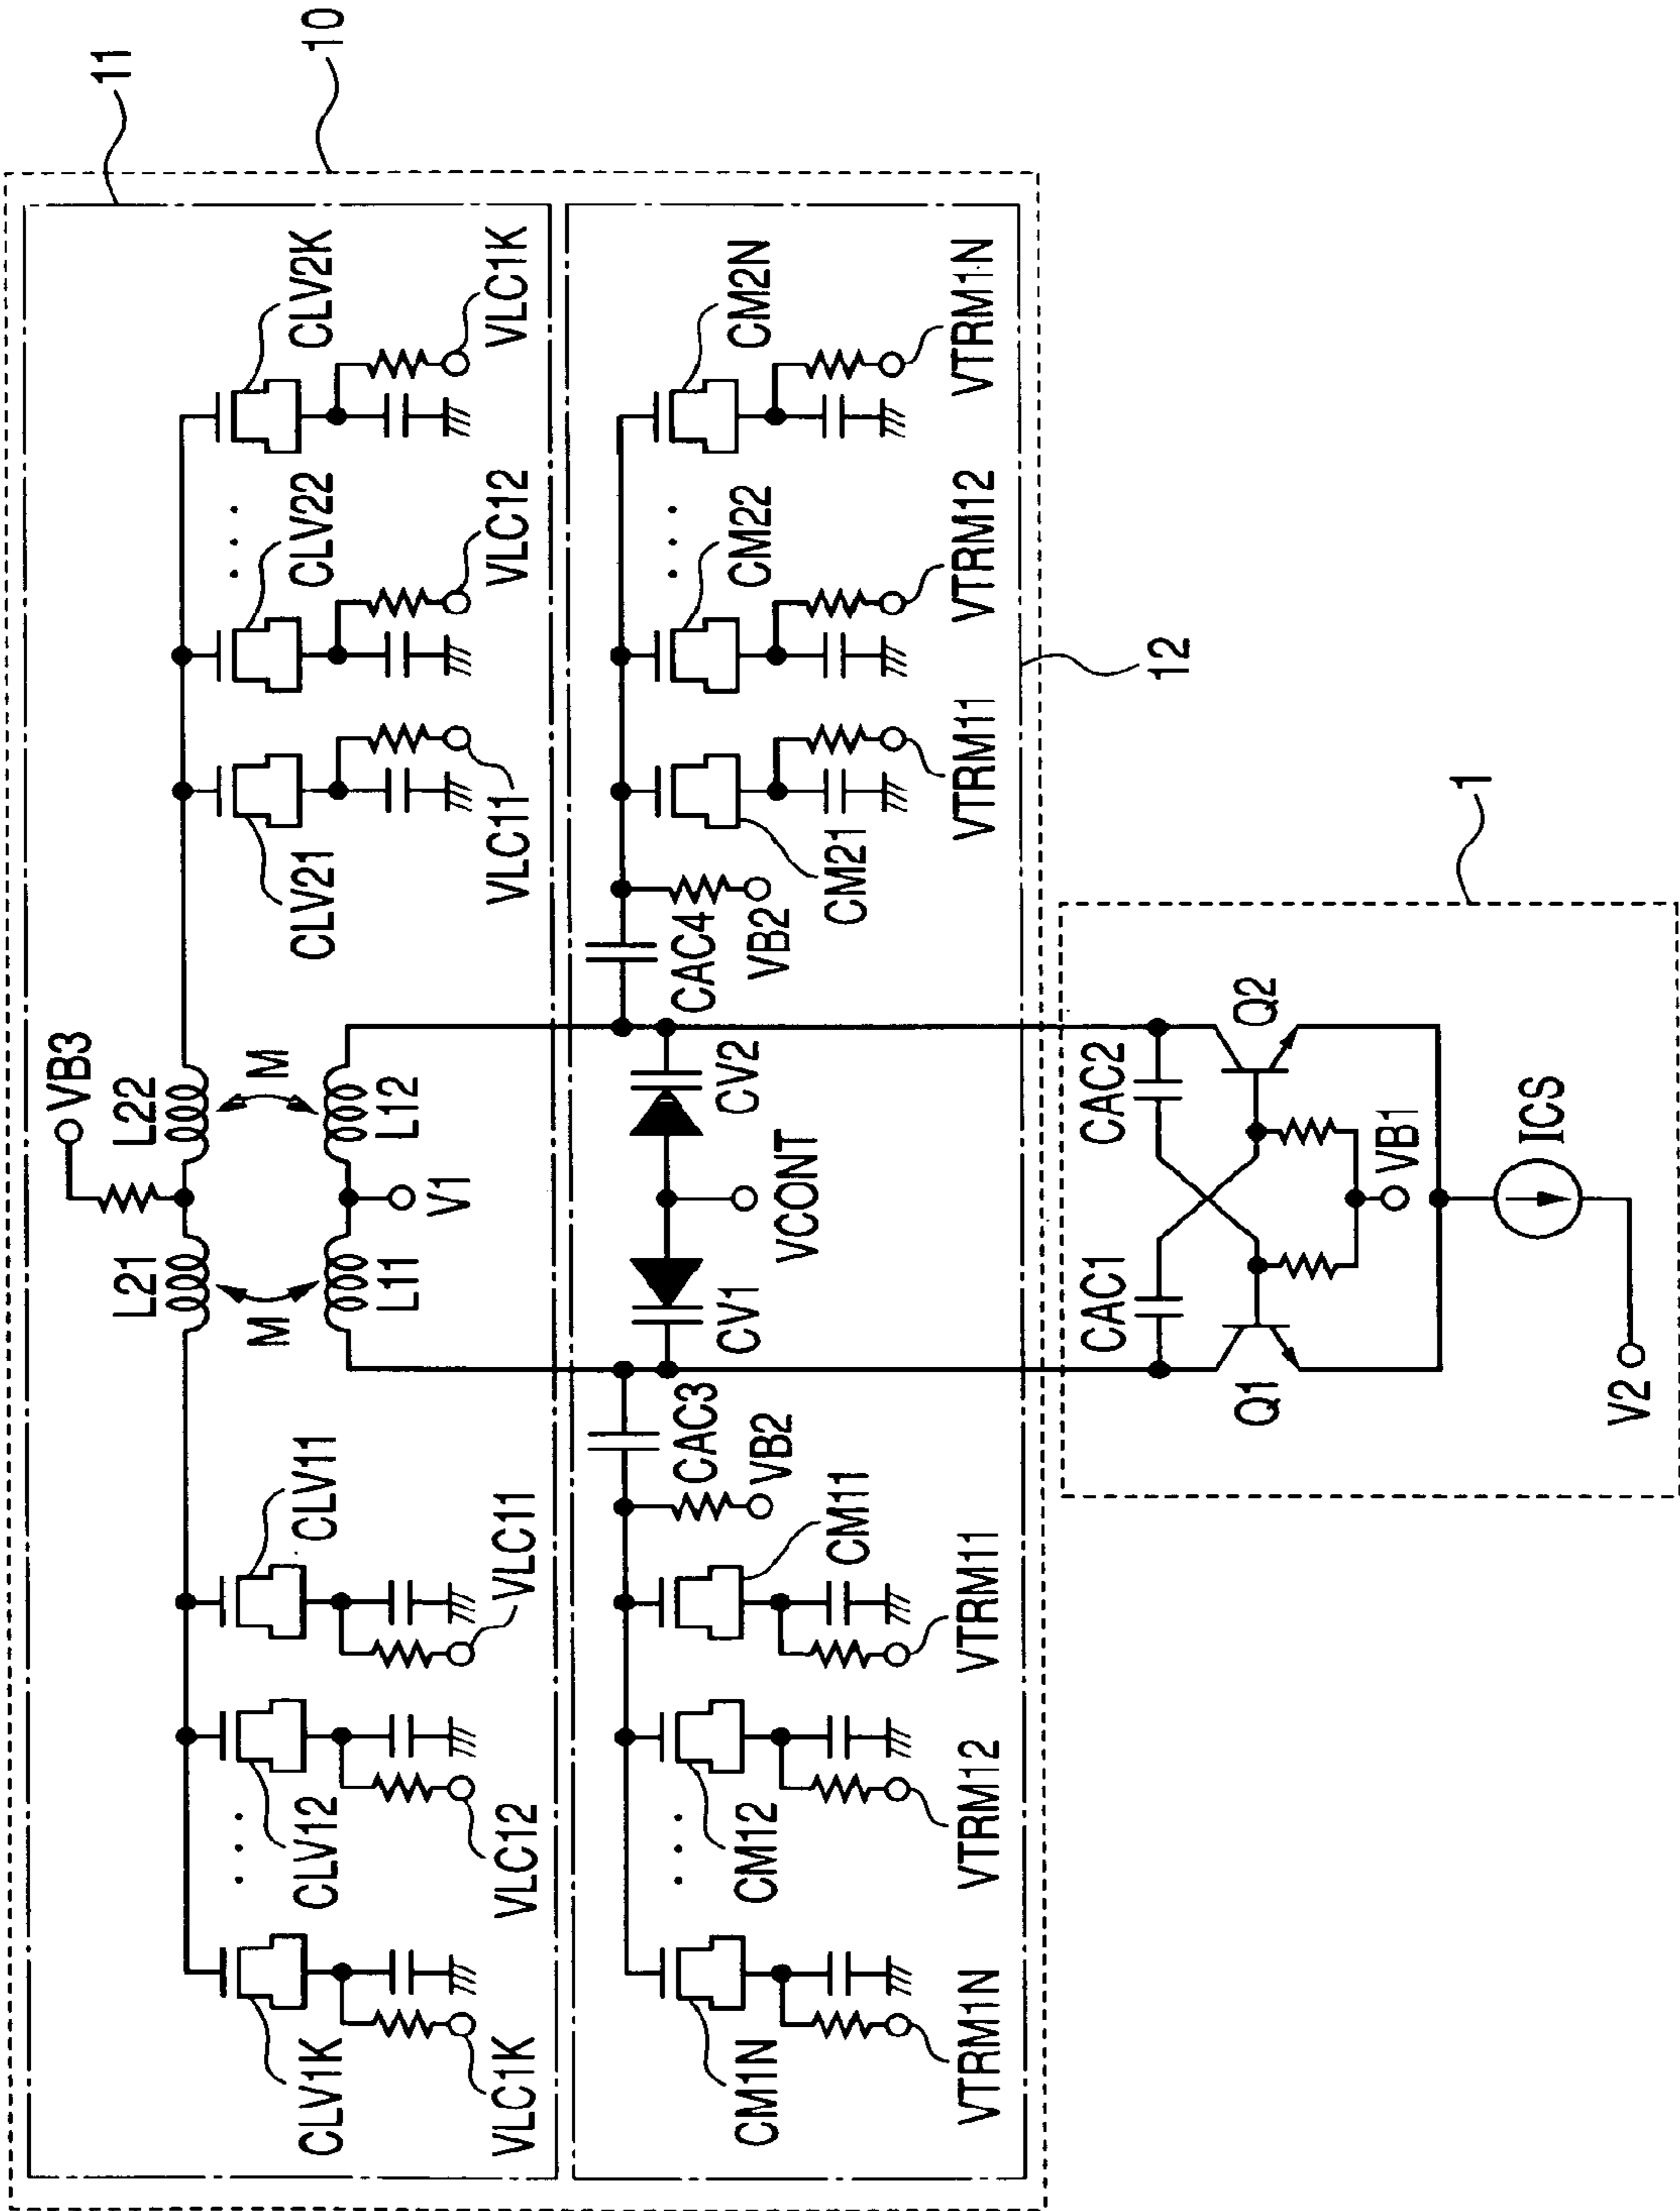 VB3
11
L21
L22
10
M
M
CLV1K
CLV12
CLV11
CLV21
CLV22
CLV2K
L11
L12
V1
VLC1K
VLC12
VLC11
VLC11
VLC12
VLC1K
CAC3
CAC4
CV1
CV2
CM1N
CM12
VB2
VB2
CM22
CM2N
VCONT
CM11
CM21
VTRM1N
VTRM12
VTRM11
VTRM11
VTRM12
VTRM1N
CAC1
CAC2
12
Q1
Q2
VB1
1
ICS
V2